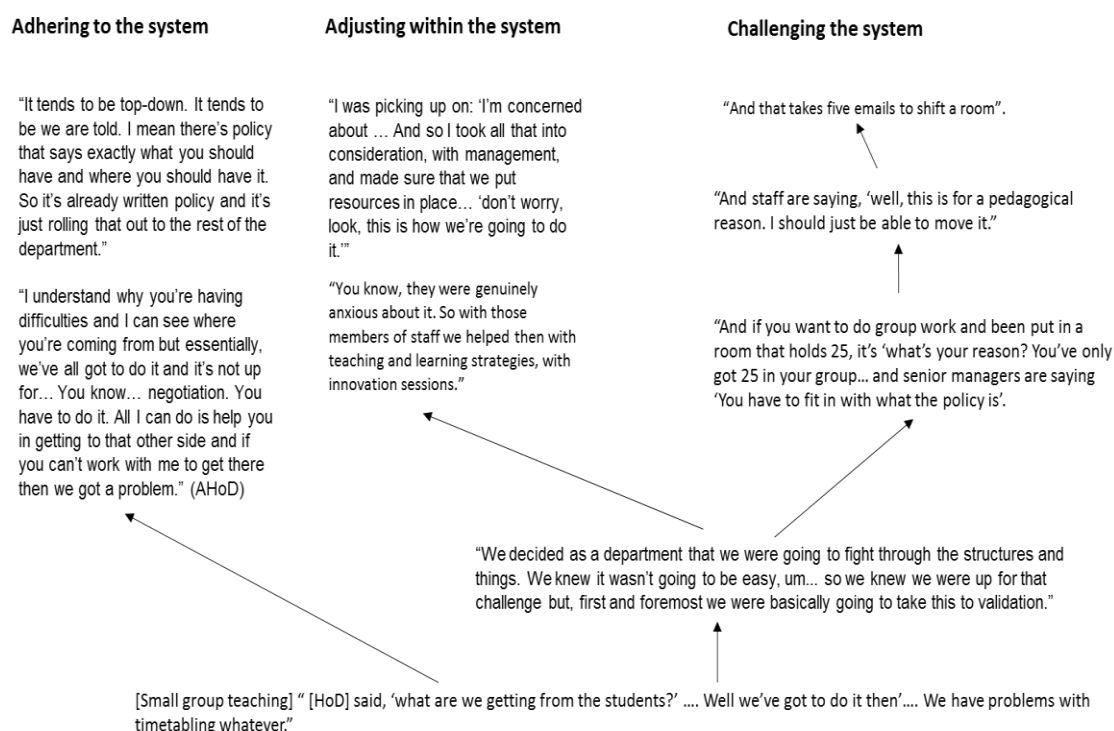 Adhering to the system
Adjusting within the system
Challenging the system
“It tends to be top-down. It tends to
be we are told. I mean there’s policy
that says exactly what you should
have and where you should have it.
So it’s already written policy and it’s
just rolling that out to the rest of the
department.”
“I understand why you’re having
difficulties and I can see where
you’re coming from but essentially,
we’ve all got to do it and it’s not up
for… You know… negotiation. You
have to do it. All I can do is help you
in getting to that other side and if
you can’t work with me to get there
then we got a problem.” (AHoD)
“I was picking up on: ‘I’m concerned
about … And so I took all that into
consideration, with management,
and made sure that we put
resources in place… ‘don’t worry,
look, this is how we’re going to do
it.’”
“You know, they were genuinely
anxious about it. So with those
members of staff we helped then with
teaching and learning strategies, with
innovation sessions.”
“And that takes five emails to shift a room”.
“And staff are saying, ‘well, this is for a pedagogical
reason. I should just be able to move it.”
“And if you want to do group work and been put in a
room that holds 25, it’s ‘what’s your reason? You’ve only
got 25 in your group… and senior managers are saying
‘You have to fit in with what the policy is’.
“We decided as a department that we were going to fight through the structures and
things. We knew it wasn’t going to be easy, um… so we knew we were up for that
challenge but, first and foremost we were basically going to take this to validation.”
[Small group teaching] “ [HoD] said, ‘what are we getting from the students?’ .... Well we’ve got to do it then’.... We have problems with
timetabling whatever.”